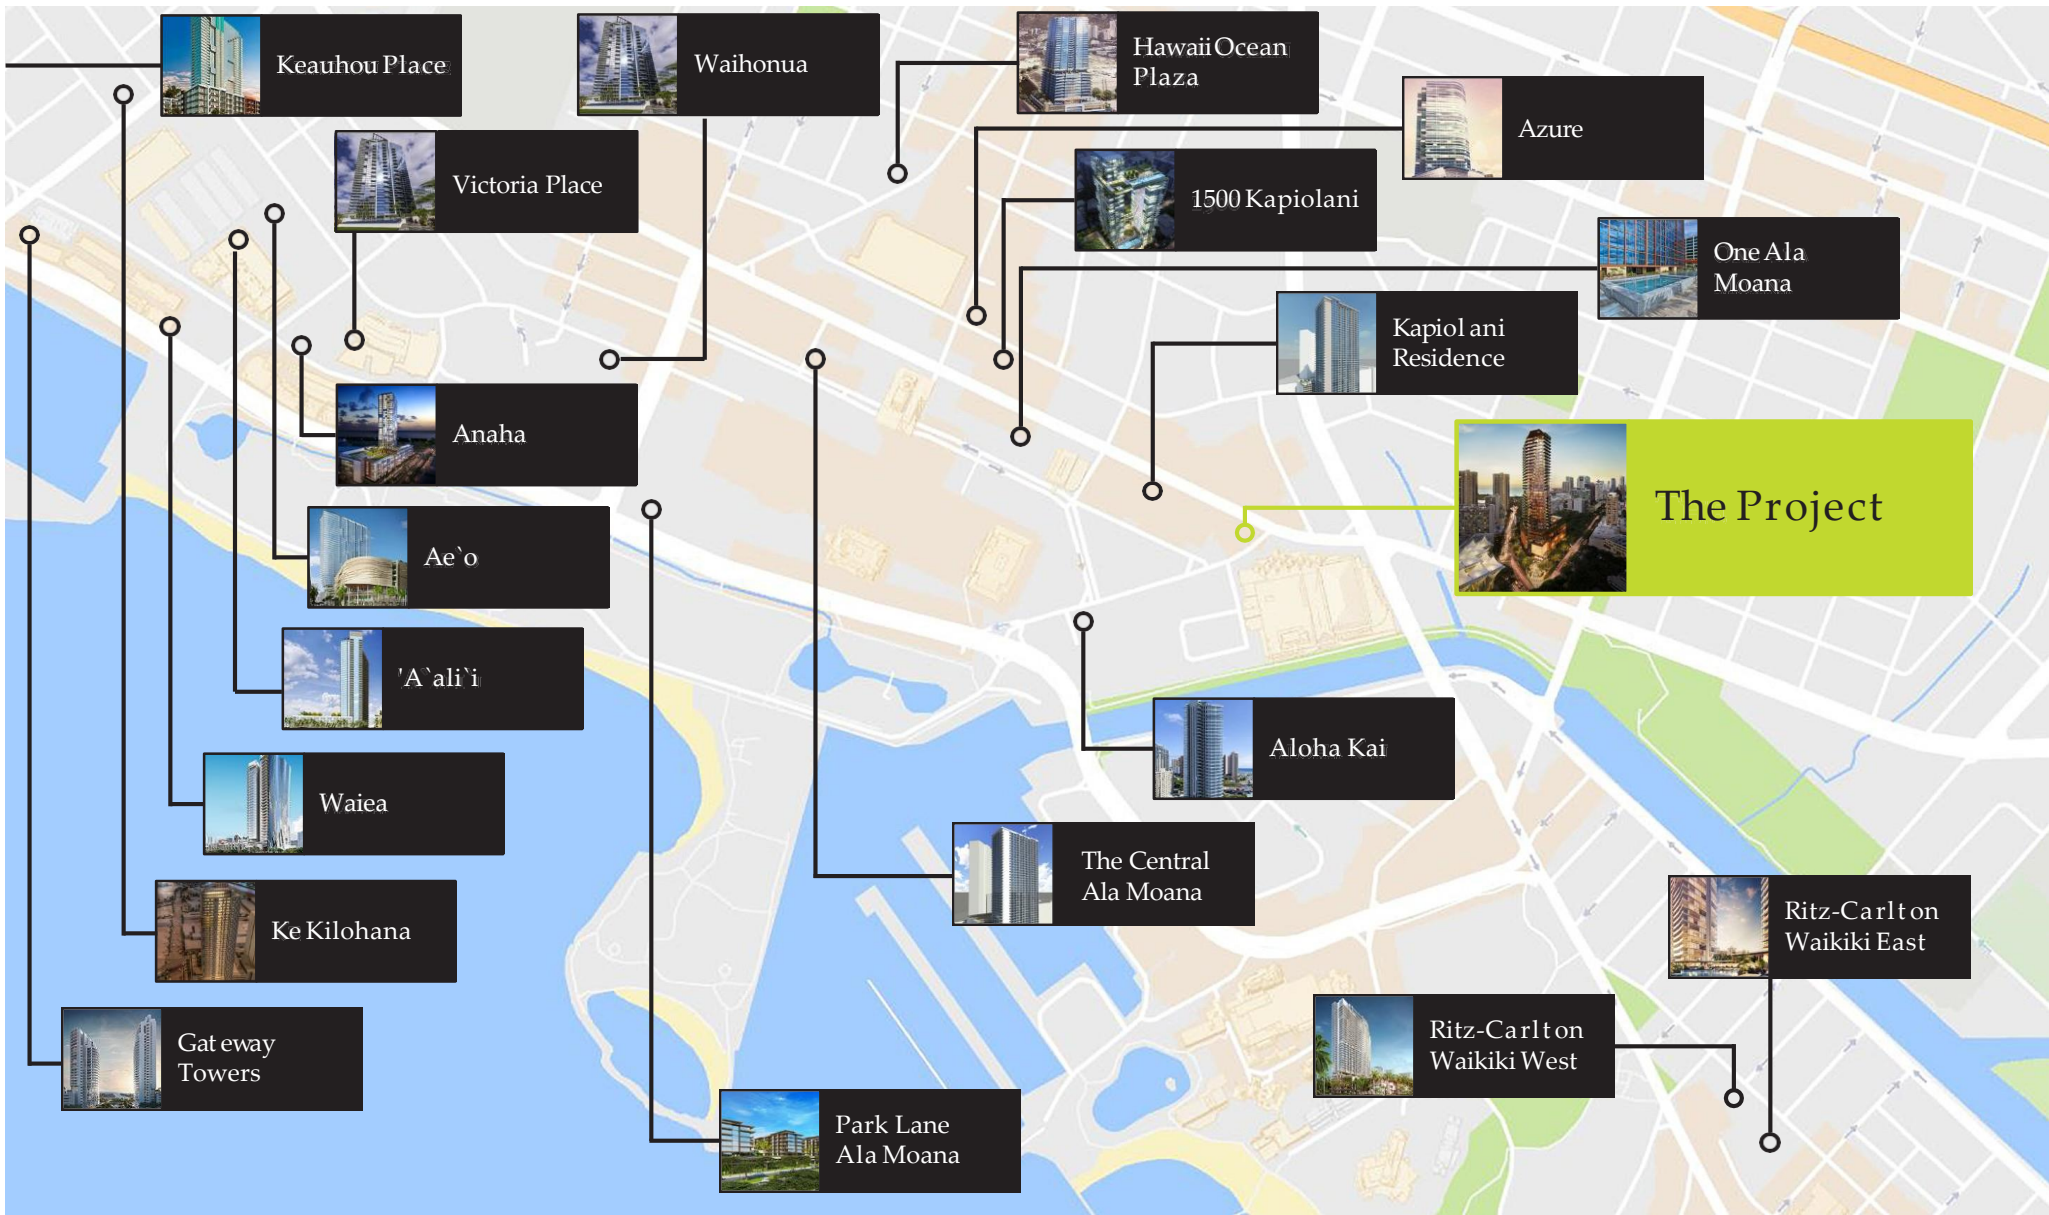 Keauhou Place
Waihonua
Hawaii Ocean
Plaza
Azure
Victoria Place
1500 Kapiolani
One Ala
Moana
Kapiolani
Residence
Anaha
The Project
Ae`o
'A`ali`i
Aloha Kai
Waiea
The Central
Ala Moana
Ke Kilohana
Ritz-Carlton
Waikiki East
Gateway
Towers
Ritz-Carlton
Waikiki West
Park Lane
Ala Moana